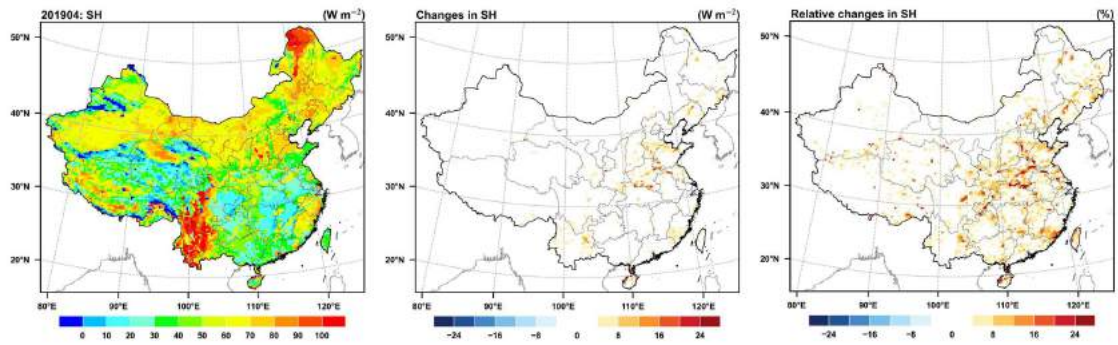 201904: SH (W m⁻²)
50°N
40°N
30°N
20°N
80°E 90°E 100°E 110°E 120°E
0 10 20 30 40 50 60 70 80 90 100
Changes in SH (W m⁻²)
50°N
40°N
30°N
20°N
80°E 90°E 100°E 110°E 120°E
−24 −16 −8 0 8 16 24
Relative changes in SH (%)
50°N
40°N
30°N
20°N
80°E 90°E 100°E 110°E 120°E
−24 −16 −8 0 8 16 24